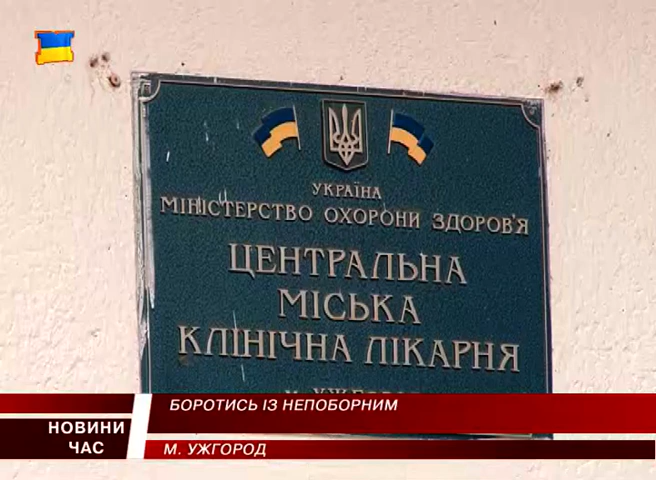 УКРАЇНА
МІНІСТЕРСТВО ОХОРОНИ ЗДОРОВ'Я
ЦЕНТРАЛЬНА
МІСЬКА
КЛІНІЧНА ЛІКАРНЯ
БОРОТИСЬ ІЗ НЕПОБОРНИМ
НОВИНИ
ЧАС
М. УЖГОРОД